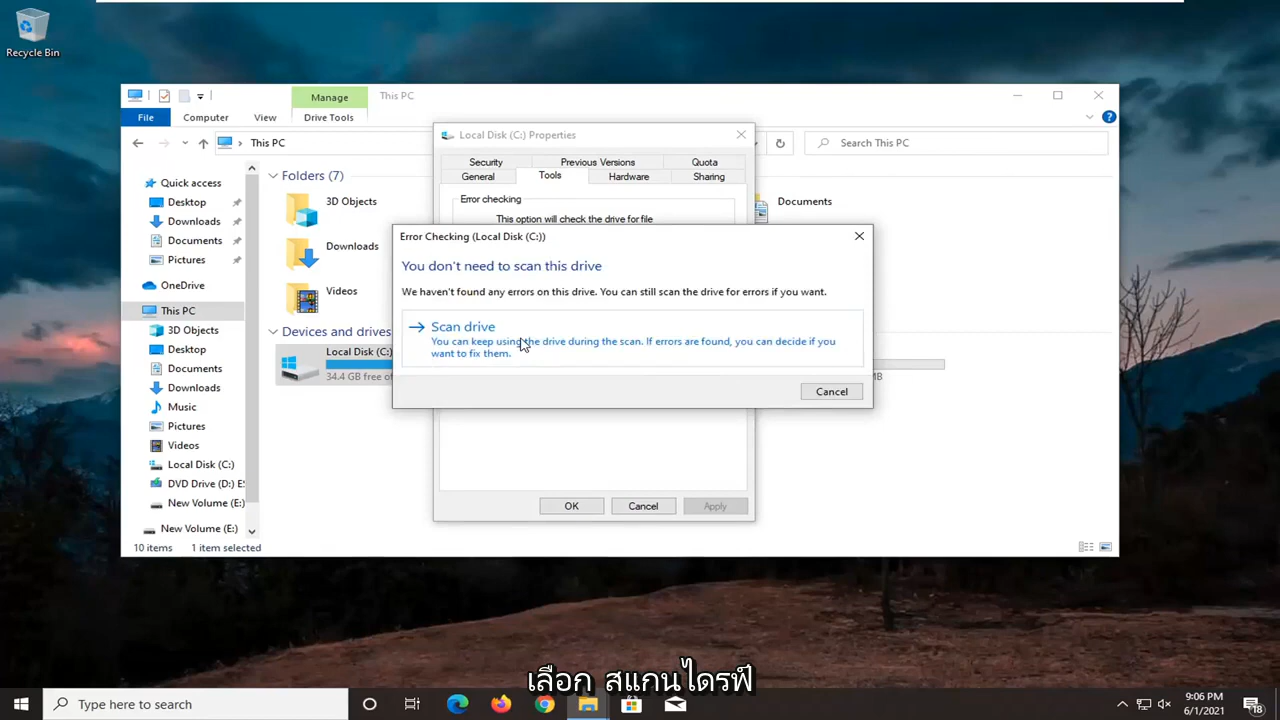 Recycle Bin
Manage
This PC
File
Computer
View
Drive Tools
This PC
Search This PC
Quick access
Desktop
Downloads
Documents
Pictures
OneDrive
This PC
3D Objects
Desktop
Documents
Downloads
Music
Pictures
Videos
Local Disk (C:)
DVD Drive (D:) E
New Volume (E:)
New Volume (E:)
Folders (7)
3D Objects
Downloads
Videos
Documents
Devices and drives
Local Disk (C:)
34.4 GB free of
MB
10 items
1 item selected
Local Disk (C:) Properties
Security
Previous Versions
Quota
General
Tools
Hardware
Sharing
Error checking
This option will check the drive for file
Error Checking (Local Disk (C:))
You don't need to scan this drive
We haven't found any errors on this drive. You can still scan the drive for errors if you want.
Scan drive
You can keep using the drive during the scan. If errors are found, you can decide if you
want to fix them.
Cancel
OK
Cancel
Apply
เลือก สแกนไดรฟ์
Type here to search
9:06 PM
6/1/2021
18